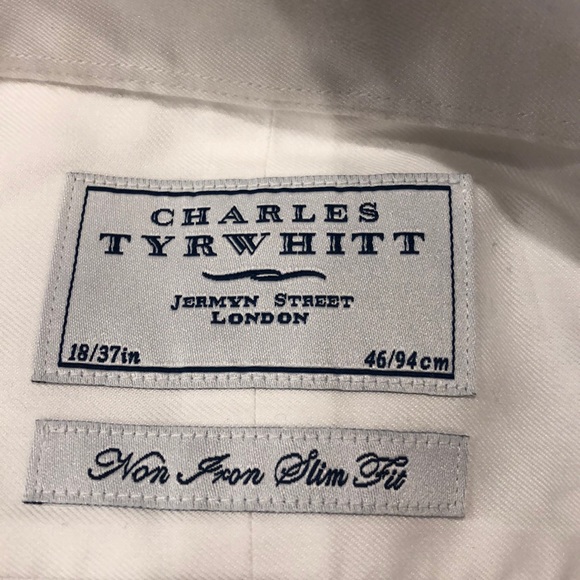 CHARLES
TYRWHITT
JERMYN STREET
LONDON
18/37in 46/94cm
Non Iron Slim Fit